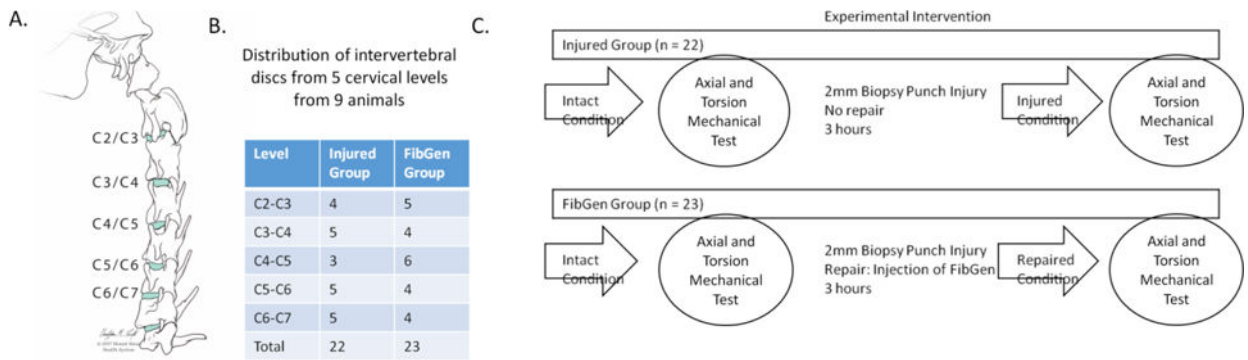 A.
C2/C3
C3/C4
C4/C5
C5/C6
C6/C7
B.
Distribution of intervertebral
discs from 5 cervical levels
from 9 animals
Level Injured Group FibGen Group
C2-C3 4 5
C3-C4 5 4
C4-C5 3 6
C5-C6 5 4
C6-C7 5 4
Total 22 23
C.
Experimental Intervention
Injured Group (n = 22)
Intact
Condition
Axial and
Torsion
Mechanical
Test
2mm Biopsy Punch Injury
No repair
3 hours
Injured
Condition
Axial and
Torsion
Mechanical
Test
FibGen Group (n = 23)
Intact
Condition
Axial and
Torsion
Mechanical
Test
2mm Biopsy Punch Injury
Repair: Injection of FibGen
3 hours
Repaired
Condition
Axial and
Torsion
Mechanical
Test